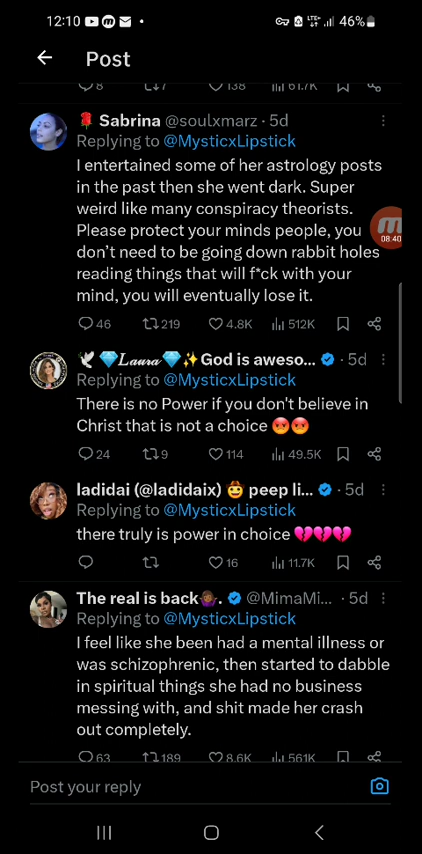 12:10 46%
Post
8 7 138 61.7K
Sabrina @soulxmarz · 5d
Replying to @MysticxLipstick
I entertained some of her astrology posts
in the past then she went dark. Super
weird like many conspiracy theorists.
Please protect your minds people, you
don't need to be going down rabbit holes
reading things that will f*ck with your
mind, you will eventually lose it.
08:40
46 219 4.8K 512K
𝓛𝓪𝓾𝓻𝓪 God is aweso... · 5d
Replying to @MysticxLipstick
There is no Power if you don't believe in
Christ that is not a choice 😡😡
24 9 114 49.5K
ladidai (@ladidaix) 🤠 peep li... · 5d
Replying to @MysticxLipstick
there truly is power in choice 💔💔💔
16 11.7K
The real is back🤷🏾‍♀️. @MimaMi... · 5d
Replying to @MysticxLipstick
I feel like she been had a mental illness or
was schizophrenic, then started to dabble
in spiritual things she had no business
messing with, and shit made her crash
out completely.
63 189 8.6K 561K
Post your reply